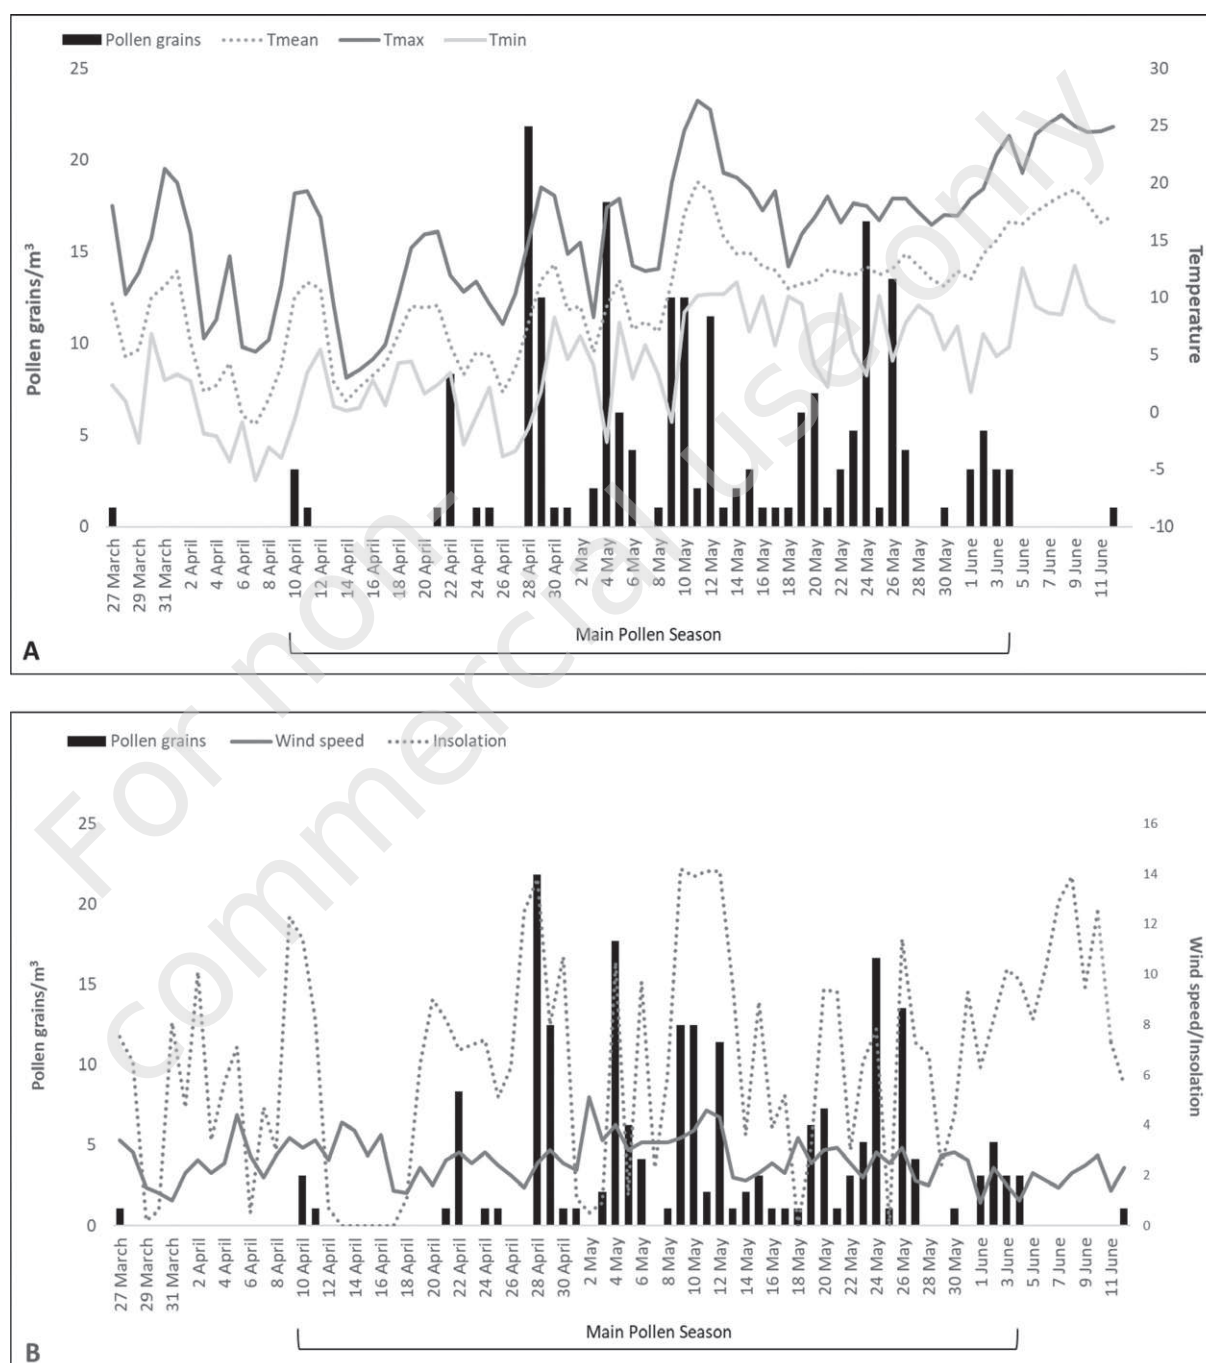 Pollen grains Tmean Tmax Tmin
25
20
15
10
5
0
30
25
20
15
10
5
0
-5
-10
Pollen grains/m³
Temperature
27 March
29 March
31 March
2 April
4 April
6 April
8 April
10 April
12 April
14 April
16 April
18 April
20 April
22 April
24 April
26 April
28 April
30 April
2 May
4 May
6 May
8 May
10 May
12 May
14 May
16 May
18 May
20 May
22 May
24 May
26 May
28 May
30 May
1 June
3 June
5 June
7 June
9 June
11 June
Main Pollen Season
A
Pollen grains Wind speed Insolation
25
20
15
10
5
0
16
14
12
10
8
6
4
2
0
Pollen grains/m³
Wind speed/Insolation
27 March
29 March
31 March
2 April
4 April
6 April
8 April
10 April
12 April
14 April
16 April
18 April
20 April
22 April
24 April
26 April
28 April
30 April
2 May
4 May
6 May
8 May
10 May
12 May
14 May
16 May
18 May
20 May
22 May
24 May
26 May
28 May
30 May
1 June
3 June
5 June
7 June
9 June
11 June
Main Pollen Season
B
For non-
commercial use only